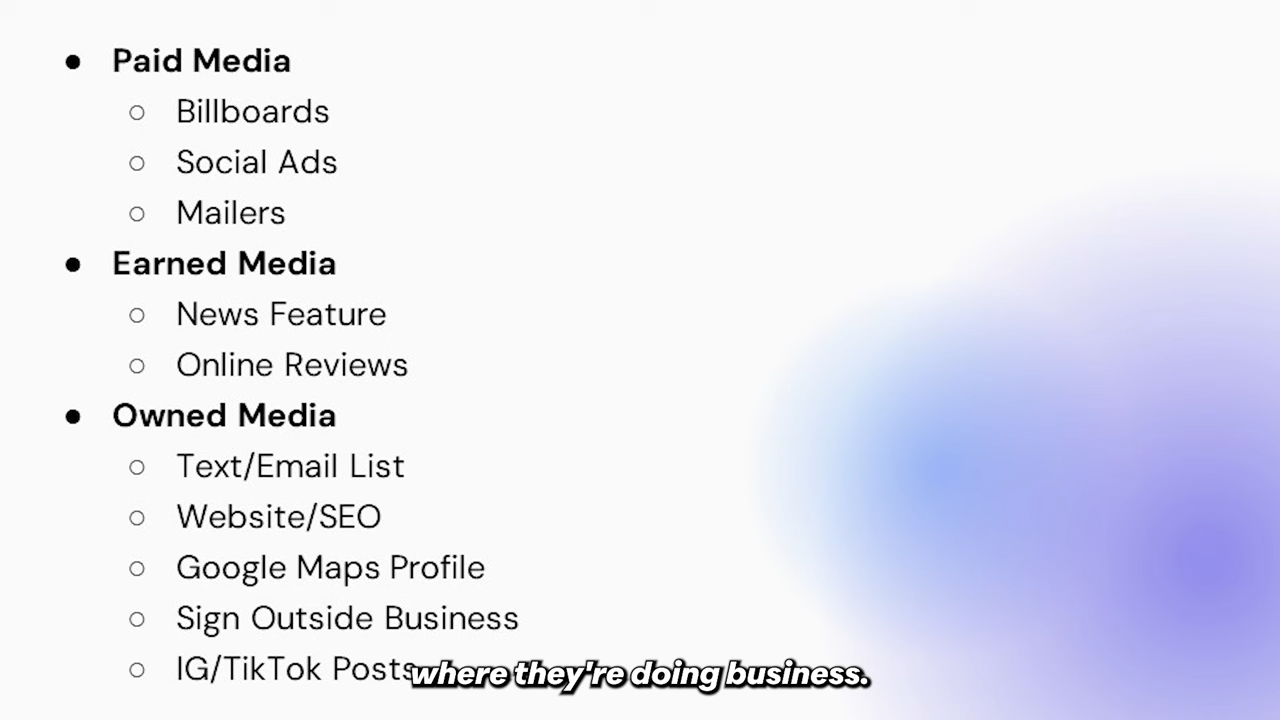 ● Paid Media
○ Billboards
○ Social Ads
○ Mailers
● Earned Media
○ News Feature
○ Online Reviews
● Owned Media
○ Text/Email List
○ Website/SEO
○ Google Maps Profile
○ Sign Outside Business
○ IG/TikTok Posts
where they're doing business.